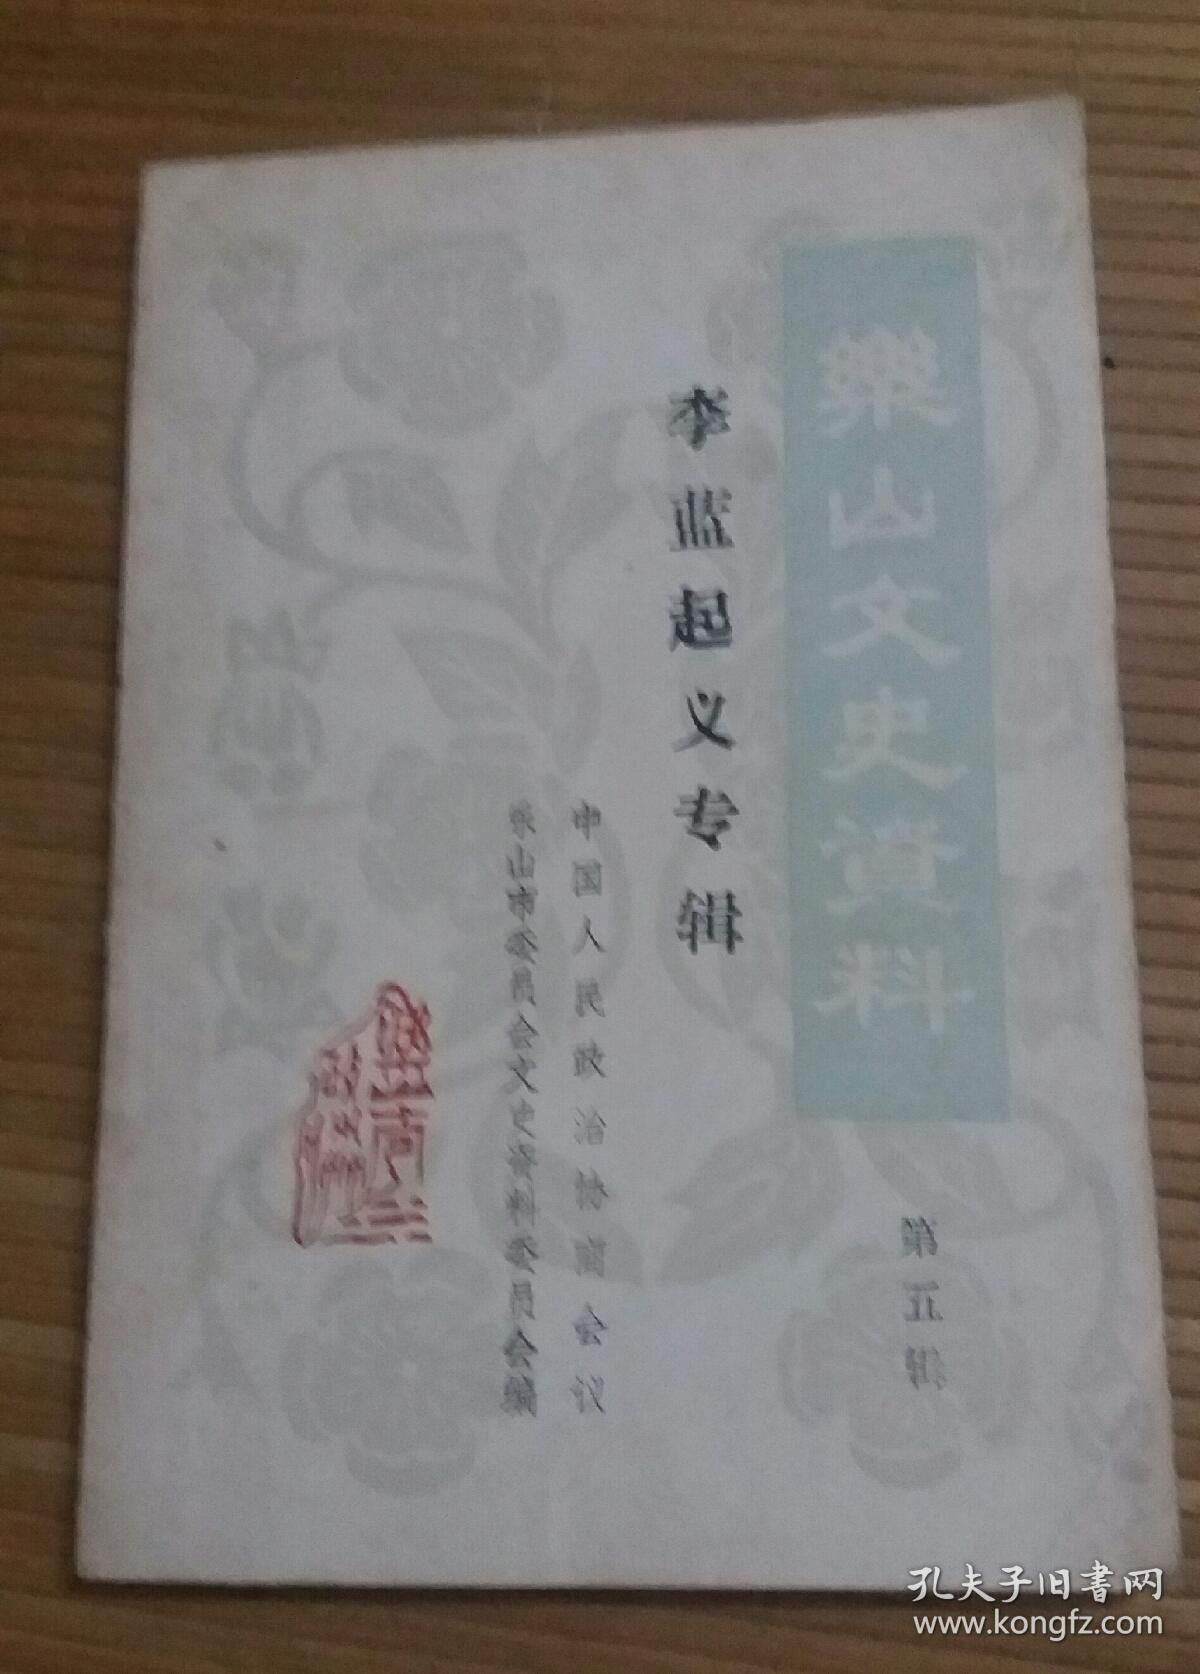 樂山文史資料
第五辑
李蓝起义专辑
中国人民政治协商会议
乐山市委员会文史资料委员会编
孔夫子旧書网
www.kongfz.com